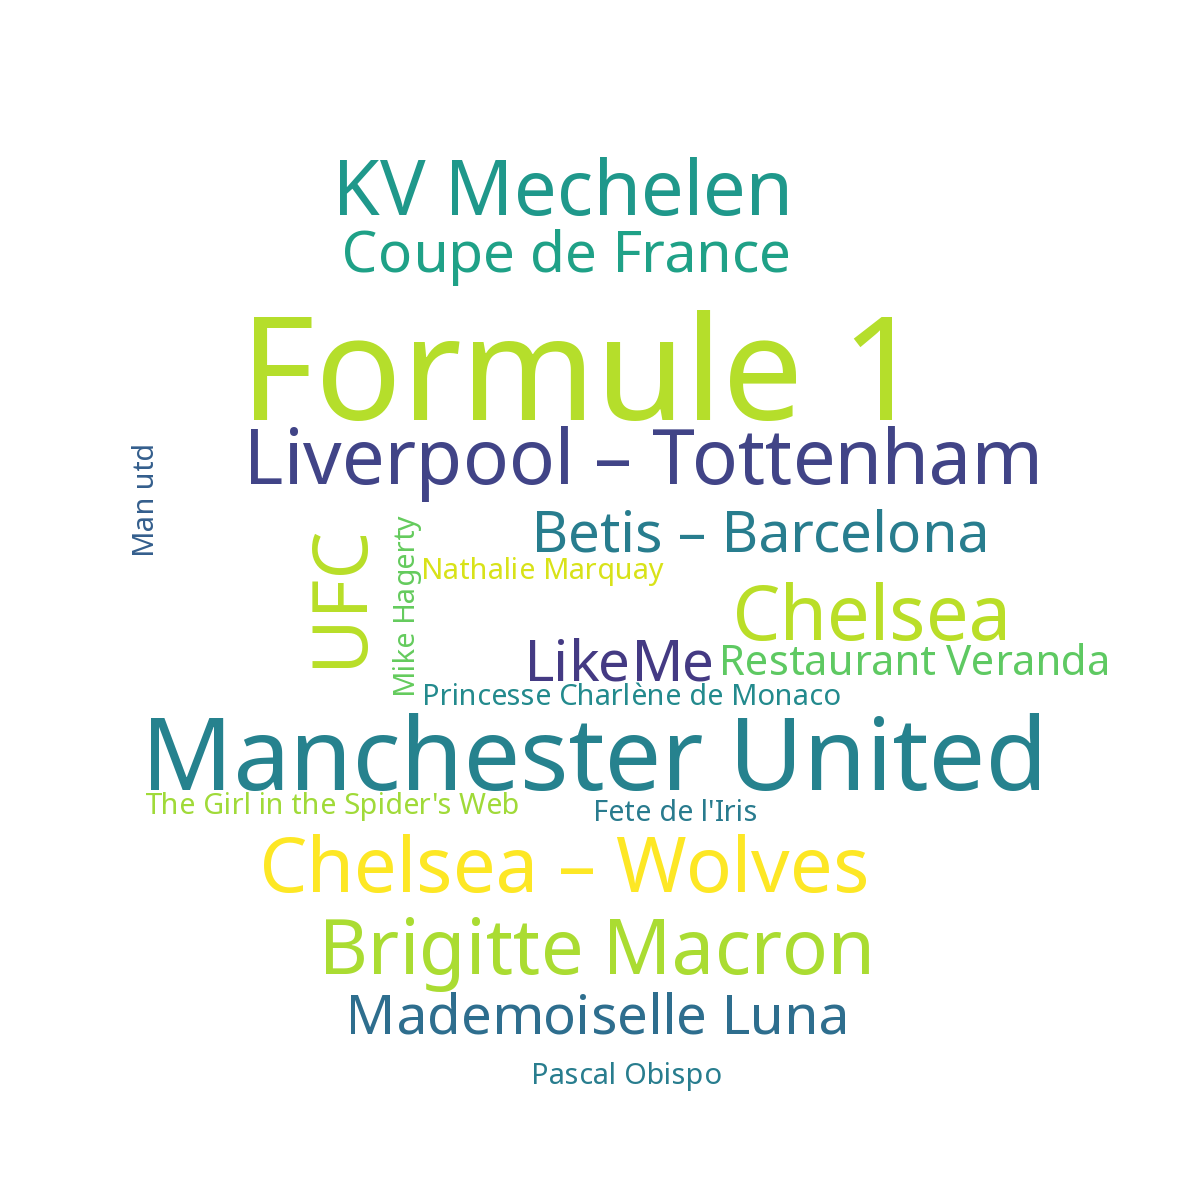 KV Mechelen
Coupe de France
Formule 1
Liverpool – Tottenham
Man utd
Betis – Barcelona
UFC
Mike Hagerty
Nathalie Marquay
Chelsea
LikeMe
Restaurant Veranda
Princesse Charlène de Monaco
Manchester United
The Girl in the Spider's Web
Fete de l'Iris
Chelsea – Wolves
Brigitte Macron
Mademoiselle Luna
Pascal Obispo